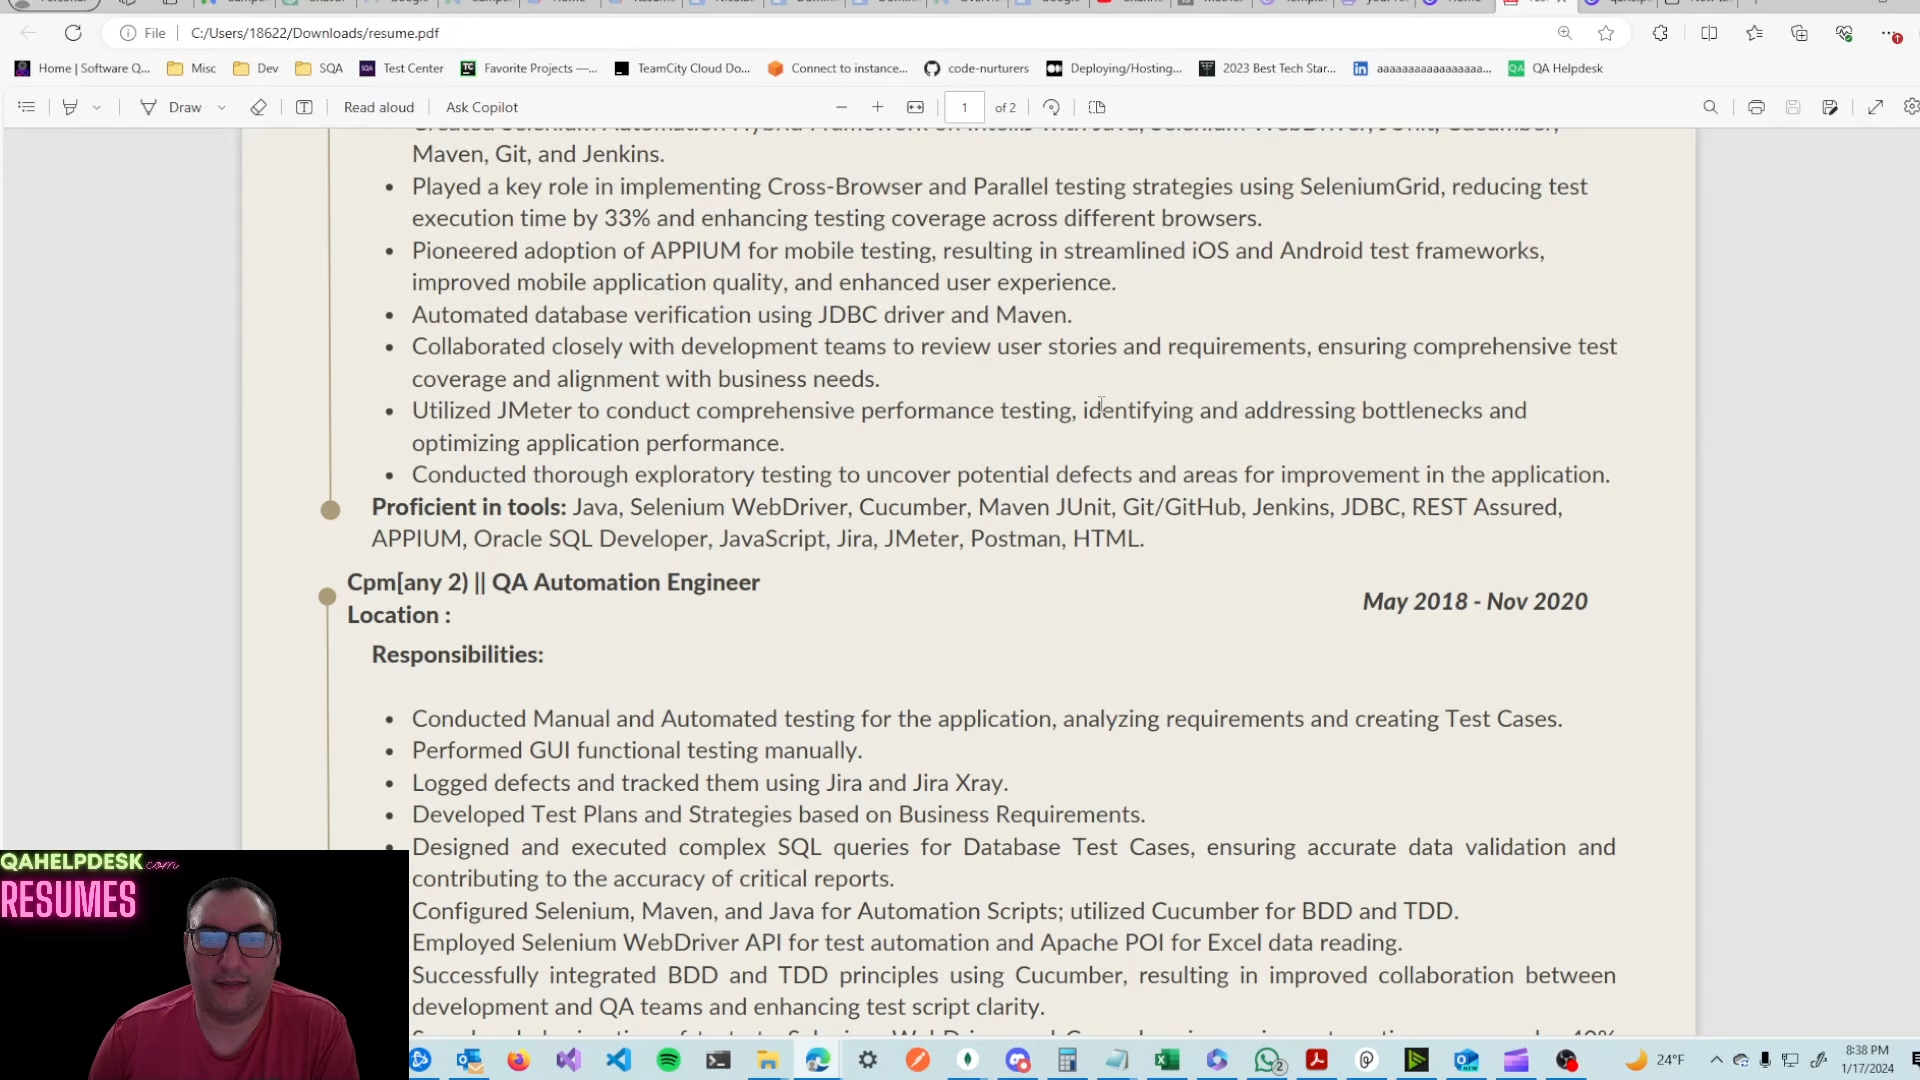 File C:/Users/18622/Downloads/resume.pdf
Home | Software Q... Misc Dev SQA Test Center Favorite Projects —... TeamCity Cloud Do... Connect to instance... code-nurturers Deploying/Hosting... 2023 Best Tech Star... aaaaaaaaaaaaaaaaa... QA Helpdesk
Draw Read aloud Ask Copilot 1 of 2
Maven, Git, and Jenkins.
• Played a key role in implementing Cross-Browser and Parallel testing strategies using SeleniumGrid, reducing test
execution time by 33% and enhancing testing coverage across different browsers.
• Pioneered adoption of APPIUM for mobile testing, resulting in streamlined iOS and Android test frameworks,
improved mobile application quality, and enhanced user experience.
• Automated database verification using JDBC driver and Maven.
• Collaborated closely with development teams to review user stories and requirements, ensuring comprehensive test
coverage and alignment with business needs.
• Utilized JMeter to conduct comprehensive performance testing, identifying and addressing bottlenecks and
optimizing application performance.
• Conducted thorough exploratory testing to uncover potential defects and areas for improvement in the application.
Proficient in tools: Java, Selenium WebDriver, Cucumber, Maven JUnit, Git/GitHub, Jenkins, JDBC, REST Assured,
APPIUM, Oracle SQL Developer, JavaScript, Jira, JMeter, Postman, HTML.
Cpm[any 2) || QA Automation Engineer
May 2018 - Nov 2020
Location :
Responsibilities:
• Conducted Manual and Automated testing for the application, analyzing requirements and creating Test Cases.
• Performed GUI functional testing manually.
• Logged defects and tracked them using Jira and Jira Xray.
• Developed Test Plans and Strategies based on Business Requirements.
• Designed and executed complex SQL queries for Database Test Cases, ensuring accurate data validation and
contributing to the accuracy of critical reports.
Configured Selenium, Maven, and Java for Automation Scripts; utilized Cucumber for BDD and TDD.
Employed Selenium WebDriver API for test automation and Apache POI for Excel data reading.
Successfully integrated BDD and TDD principles using Cucumber, resulting in improved collaboration between
development and QA teams and enhancing test script clarity.
QAHELPDESK.com
RESUMES
24°F
8:38 PM
1/17/2024